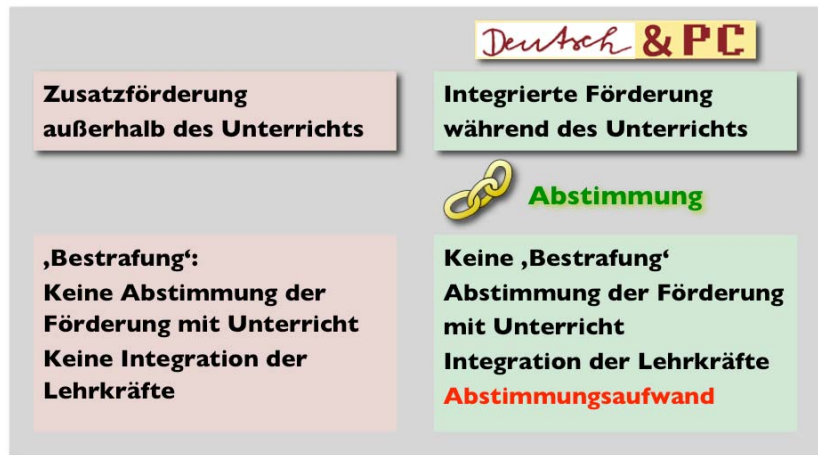 Deutsch & PC
Zusatzförderung
außerhalb des Unterrichts
Integrierte Förderung
während des Unterrichts
Abstimmung
‚Bestrafung‘:
Keine Abstimmung der
Förderung mit Unterricht
Keine Integration der
Lehrkräfte
Keine ‚Bestrafung‘
Abstimmung der Förderung
mit Unterricht
Integration der Lehrkräfte
Abstimmungsaufwand